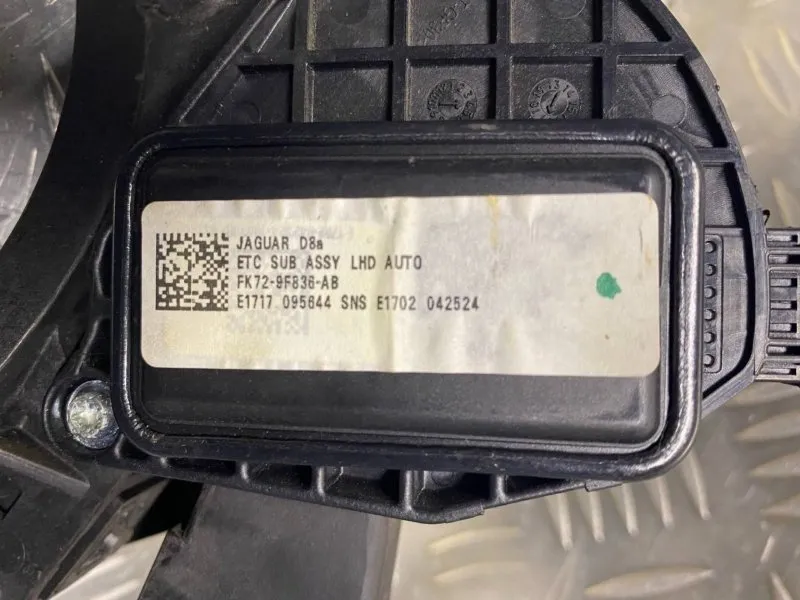 JAGUAR D8a
ETC SUB ASSY LHD AUTO
FK72-9F836-AB
E1717 095644 SNS E1702 042524